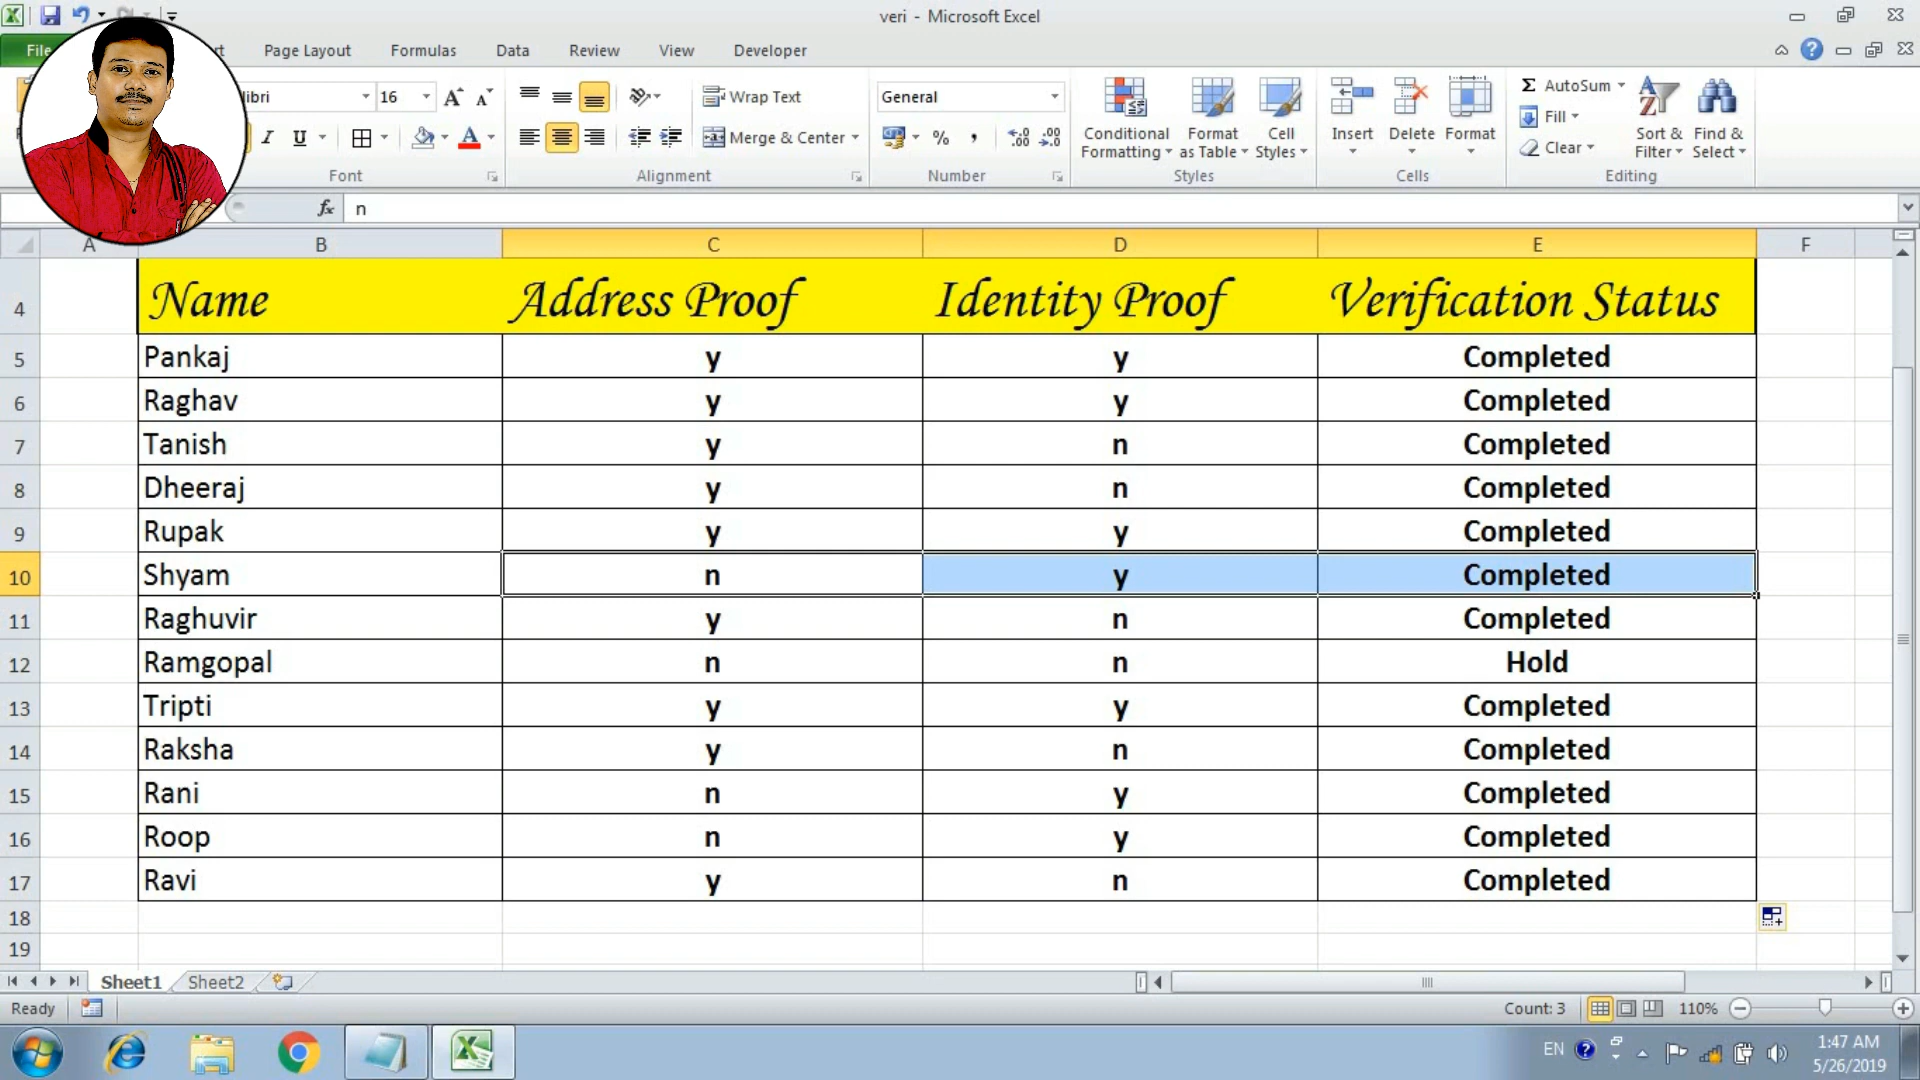 veri - Microsoft Excel
File Page Layout Formulas Data Review View Developer
16 Wrap Text General AutoSum
Fill
Merge & Center % , Conditional Formatting Format as Table Cell Styles Insert Delete Format Clear Sort & Filter Find & Select
Font Alignment Number Styles Cells Editing
fx n
A B C D E F
4 Name Address Proof Identity Proof Verification Status
5 Pankaj y y Completed
6 Raghav y y Completed
7 Tanish y n Completed
8 Dheeraj y n Completed
9 Rupak y y Completed
10 Shyam n y Completed
11 Raghuvir y n Completed
12 Ramgopal n n Hold
13 Tripti y y Completed
14 Raksha y n Completed
15 Rani n y Completed
16 Roop n y Completed
17 Ravi y n Completed
18
19
Sheet1 Sheet2
Ready Count: 3 110%
EN 1:47 AM
5/26/2019